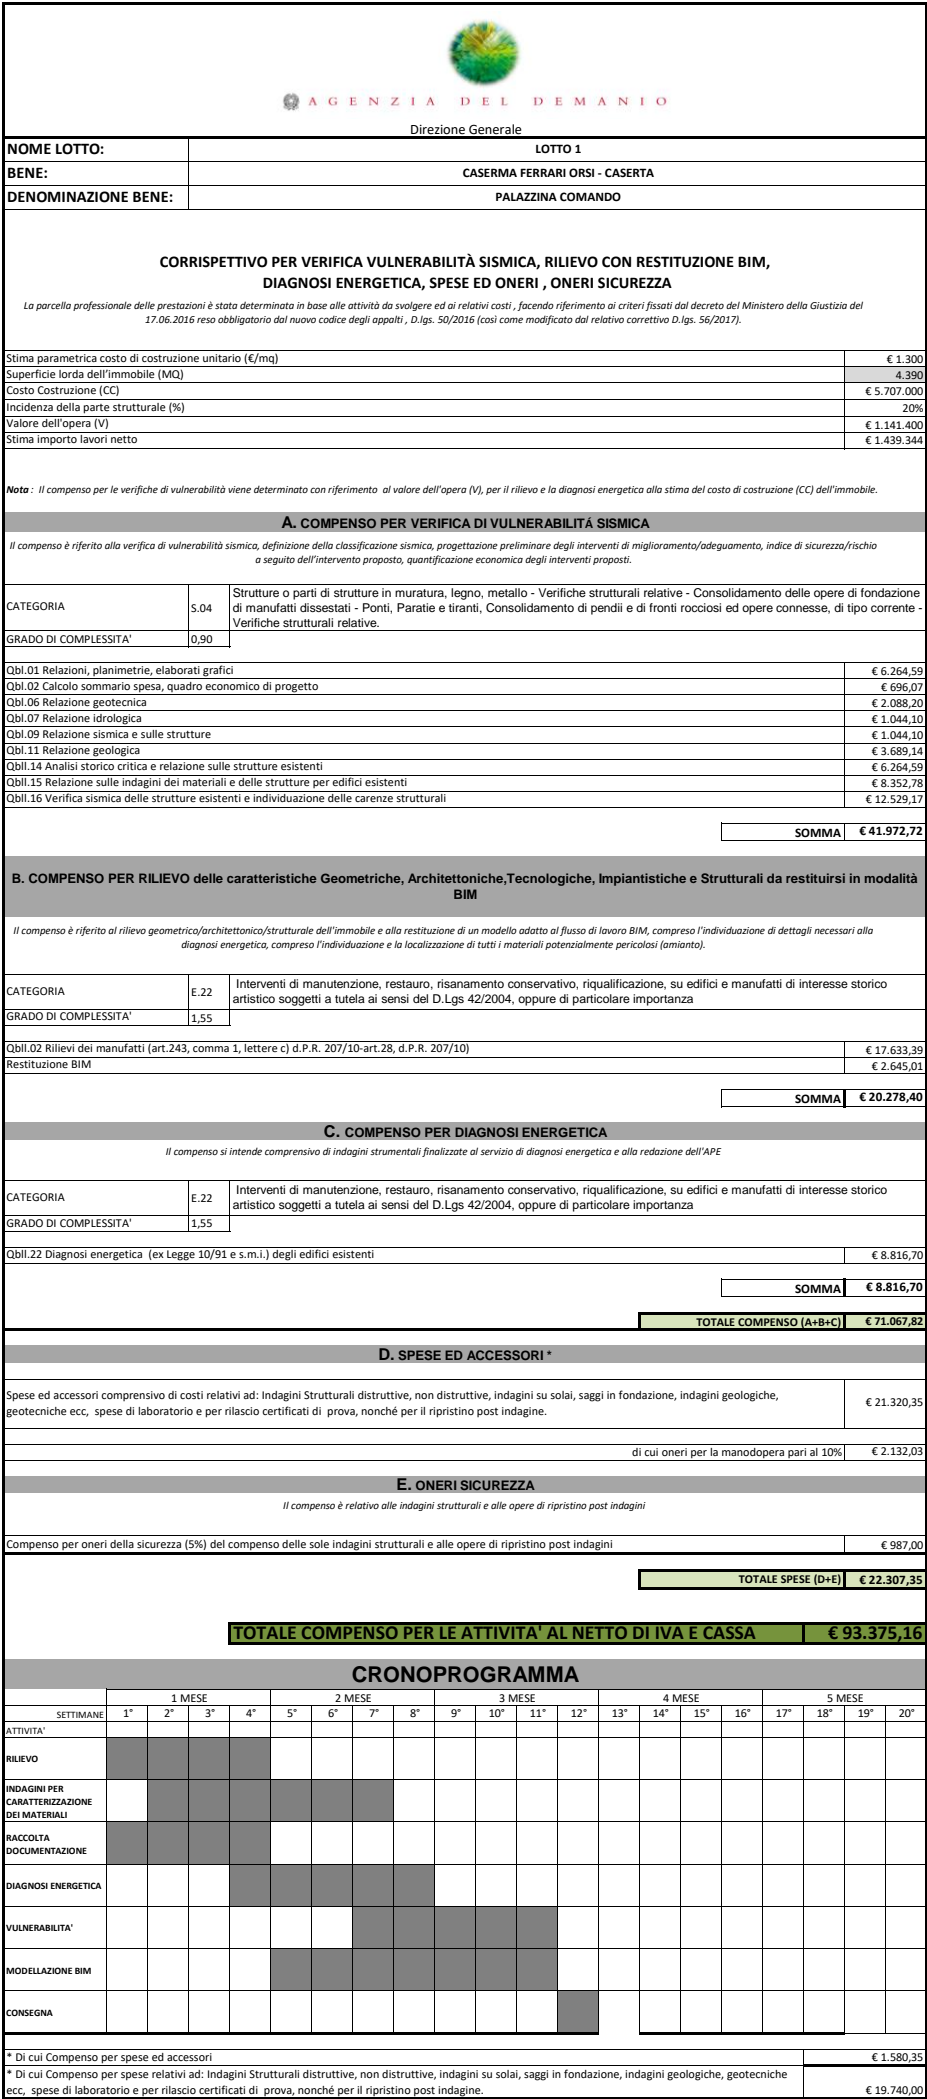 AGENZIA DEL DEMANIO
Direzione Generale
NOME LOTTO: LOTTO 1
BENE: CASERMA FERRARI ORSI - CASERTA
DENOMINAZIONE BENE: PALAZZINA COMANDO
CORRISPETTIVO PER VERIFICA VULNERABILITÀ SISMICA, RILIEVO CON RESTITUZIONE BIM,
DIAGNOSI ENERGETICA, SPESE ED ONERI , ONERI SICUREZZA
La parcella professionale delle prestazioni è stata determinata in base alle attività da svolgere ed ai relativi costi , facendo riferimento ai criteri fissati dal decreto del Ministero della Giustizia del
17.06.2016 reso obbligatorio dal nuovo codice degli appalti , D.lgs. 50/2016 (così come modificato dal relativo correttivo D.lgs. 56/2017).
Stima parametrica costo di costruzione unitario (€/mq) € 1.300
Superficie lorda dell'immobile (MQ) 4.390
Costo Costruzione (CC) € 5.707.000
Incidenza della parte strutturale (%) 20%
Valore dell'opera (V) € 1.141.400
Stima importo lavori netto € 1.439.344
Nota : Il compenso per le verifiche di vulnerabilità viene determinato con riferimento al valore dell'opera (V), per il rilievo e la diagnosi energetica alla stima del costo di costruzione (CC) dell'immobile.
A. COMPENSO PER VERIFICA DI VULNERABILITÁ SISMICA
Il compenso è riferito alla verifica di vulnerabilità sismica, definizione della classificazione sismica, progettazione preliminare degli interventi di miglioramento/adeguamento, indice di sicurezza/rischio
a seguito dell'intervento proposto, quantificazione economica degli interventi proposti.
CATEGORIA S.04 Strutture o parti di strutture in muratura, legno, metallo - Verifiche strutturali relative - Consolidamento delle opere di fondazione
di manufatti dissestati - Ponti, Paratie e tiranti, Consolidamento di pendii e di fronti rocciosi ed opere connesse, di tipo corrente -
Verifiche strutturali relative.
GRADO DI COMPLESSITA' 0,90
Qbl.01 Relazioni, planimetrie, elaborati grafici € 6.264,59
Qbl.02 Calcolo sommario spesa, quadro economico di progetto € 696,07
Qbl.06 Relazione geotecnica € 2.088,20
Qbl.07 Relazione idrologica € 1.044,10
Qbl.09 Relazione sismica e sulle strutture € 1.044,10
Qbl.11 Relazione geologica € 3.689,14
Qbll.14 Analisi storico critica e relazione sulle strutture esistenti € 6.264,59
Qbll.15 Relazione sulle indagini dei materiali e delle strutture per edifici esistenti € 8.352,78
Qbll.16 Verifica sismica delle strutture esistenti e individuazione delle carenze strutturali € 12.529,17
SOMMA € 41.972,72
B. COMPENSO PER RILIEVO delle caratteristiche Geometriche, Architettoniche,Tecnologiche, Impiantistiche e Strutturali da restituirsi in modalità
BIM
Il compenso è riferito al rilievo geometrico/architettonico/strutturale dell'immobile e alla restituzione di un modello adatto al flusso di lavoro BIM, compreso l'individuazione di dettagli necessari alla
diagnosi energetica, compreso l'individuazione e la localizzazione di tutti i materiali potenzialmente pericolosi (amianto).
CATEGORIA E.22 Interventi di manutenzione, restauro, risanamento conservativo, riqualificazione, su edifici e manufatti di interesse storico
artistico soggetti a tutela ai sensi del D.Lgs 42/2004, oppure di particolare importanza
GRADO DI COMPLESSITA' 1,55
Qbll.02 Rilievi dei manufatti (art.243, comma 1, lettere c) d.P.R. 207/10-art.28, d.P.R. 207/10) € 17.633,39
Restituzione BIM € 2.645,01
SOMMA € 20.278,40
C. COMPENSO PER DIAGNOSI ENERGETICA
Il compenso si intende comprensivo di indagini strumentali finalizzate al servizio di diagnosi energetica e alla redazione dell'APE
CATEGORIA E.22 Interventi di manutenzione, restauro, risanamento conservativo, riqualificazione, su edifici e manufatti di interesse storico
artistico soggetti a tutela ai sensi del D.Lgs 42/2004, oppure di particolare importanza
GRADO DI COMPLESSITA' 1,55
Qbll.22 Diagnosi energetica (ex Legge 10/91 e s.m.i.) degli edifici esistenti € 8.816,70
SOMMA € 8.816,70
TOTALE COMPENSO (A+B+C) € 71.067,82
D. SPESE ED ACCESSORI *
Spese ed accessori comprensivo di costi relativi ad: Indagini Strutturali distruttive, non distruttive, indagini su solai, saggi in fondazione, indagini geologiche,
geotecniche ecc, spese di laboratorio e per rilascio certificati di prova, nonché per il ripristino post indagine. € 21.320,35
di cui oneri per la manodopera pari al 10% € 2.132,03
E. ONERI SICUREZZA
Il compenso è relativo alle indagini strutturali e alle opere di ripristino post indagini
Compenso per oneri della sicurezza (5%) del compenso delle sole indagini strutturali e alle opere di ripristino post indagini € 987,00
TOTALE SPESE (D+E) € 22.307,35
TOTALE COMPENSO PER LE ATTIVITA' AL NETTO DI IVA E CASSA € 93.375,16
CRONOPROGRAMMA
1 MESE 2 MESE 3 MESE 4 MESE 5 MESE
SETTIMANE 1° 2° 3° 4° 5° 6° 7° 8° 9° 10° 11° 12° 13° 14° 15° 16° 17° 18° 19° 20°
ATTIVITA'
RILIEVO
INDAGINI PER
CARATTERIZZAZIONE
DEI MATERIALI
RACCOLTA
DOCUMENTAZIONE
DIAGNOSI ENERGETICA
VULNERABILITA'
MODELLAZIONE BIM
CONSEGNA
* Di cui Compenso per spese ed accessori € 1.580,35
* Di cui Compenso per spese relativi ad: Indagini Strutturali distruttive, non distruttive, indagini su solai, saggi in fondazione, indagini geologiche, geotecniche
ecc, spese di laboratorio e per rilascio certificati di prova, nonché per il ripristino post indagine. € 19.740,00